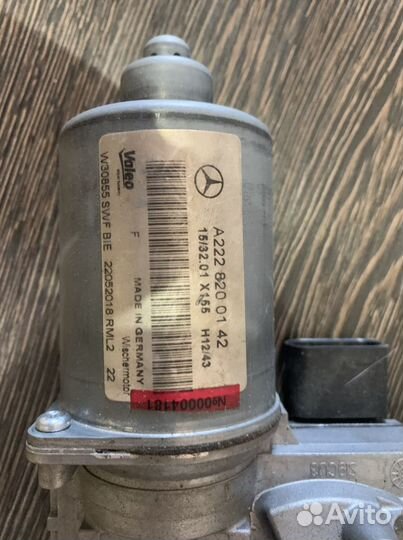 A222 820 01 42
15/32.01 X155 H12/43
№00004181
F MADE IN GERMANY
Wischermotor
Valeo
W30855 SWF BIE 22052018 RML2 22
Avito